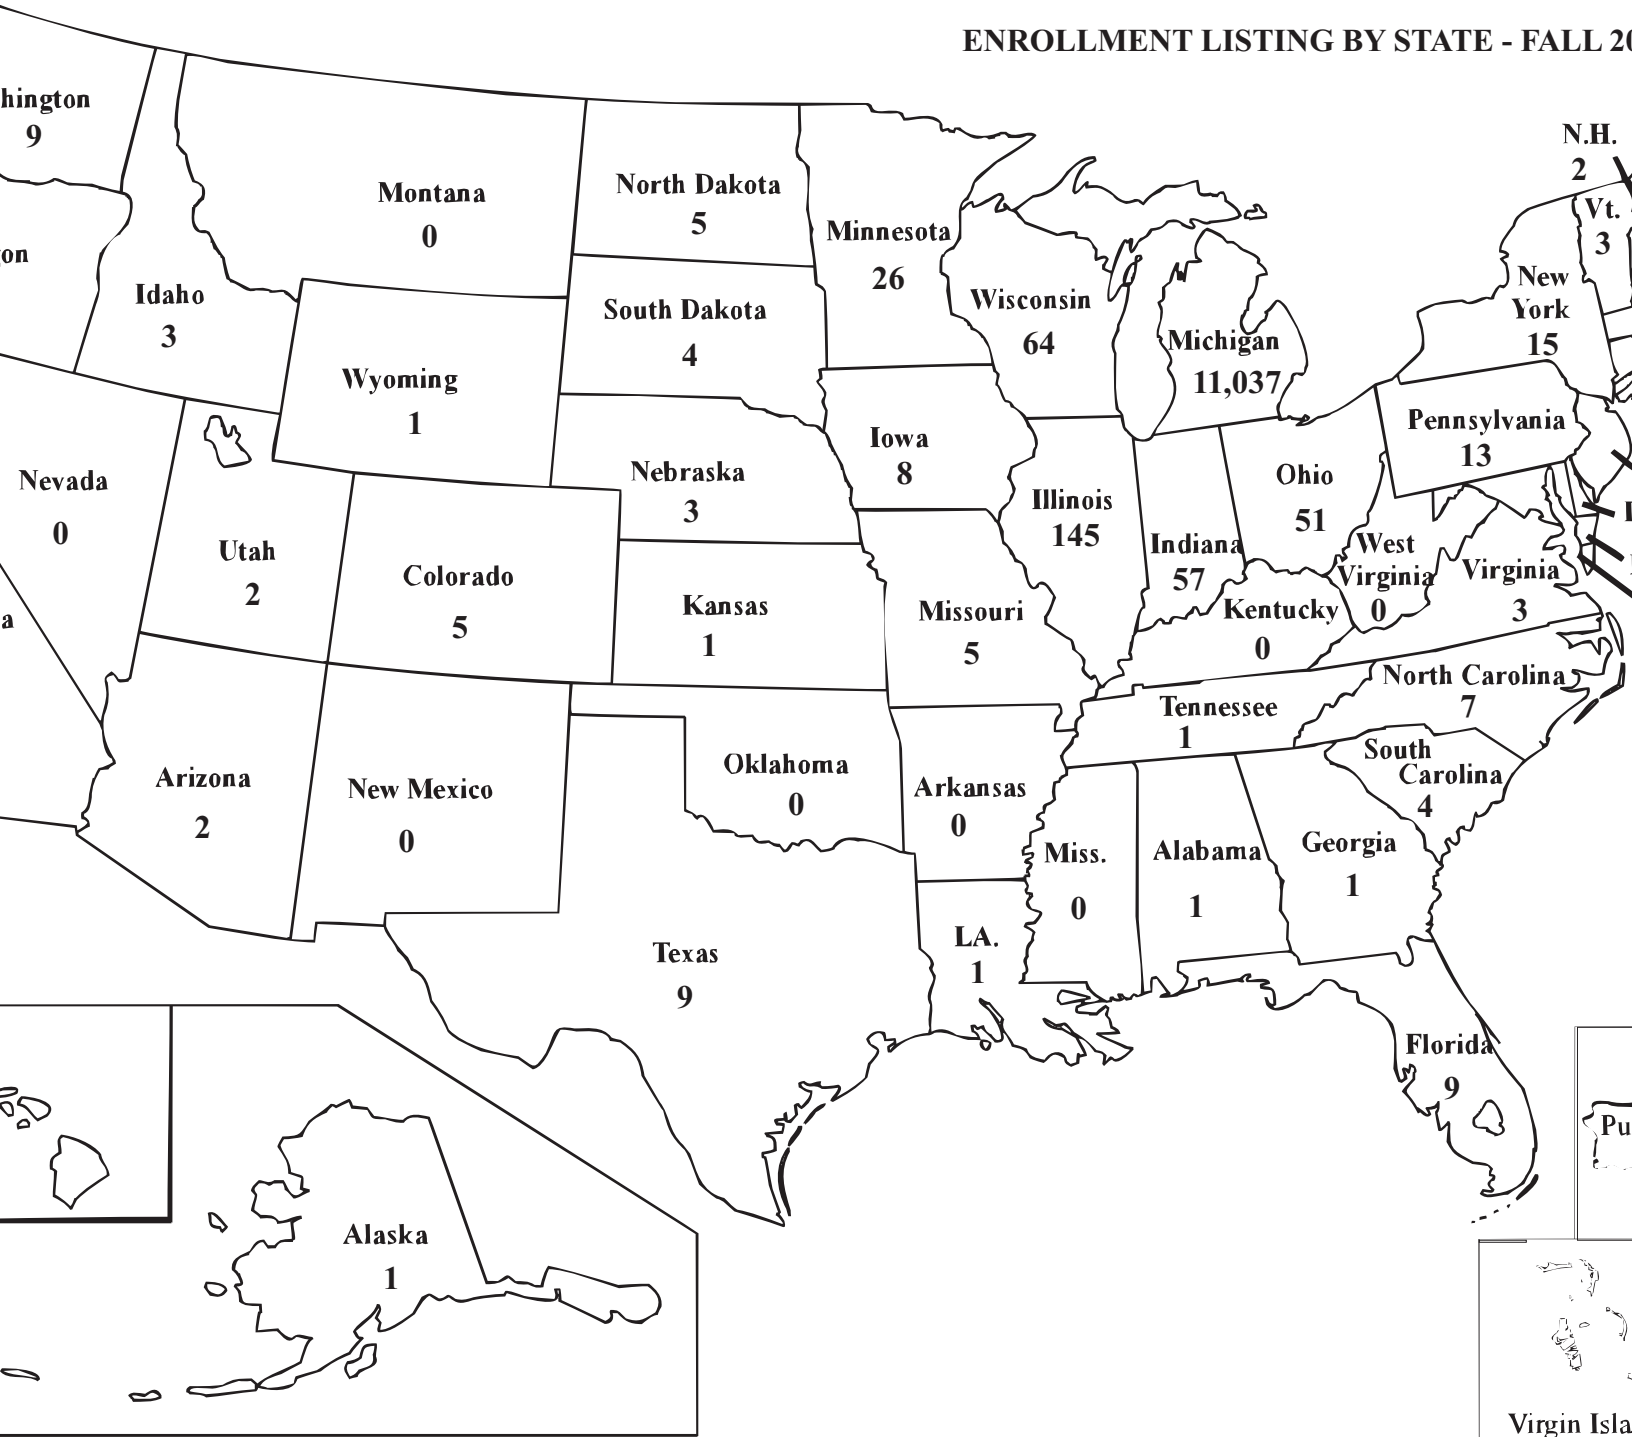 ENROLLMENT LISTING BY STATE - FALL 20
hington
9
N.H.
2
Montana
0
North Dakota
5
Vt.
3
Minnesota
26
on
Idaho
3
South Dakota
4
Wisconsin
64
New
York
15
Michigan
11,037
Wyoming
1
Pennsylvania
13
Iowa
8
Nevada
0
Nebraska
3
Ohio
51
Illinois
145
Utah
2
Colorado
5
Indiana
57
West
Virginia
0
Virginia
3
Kansas
1
Missouri
5
Kentucky
0
a
North Carolina
7
Tennessee
1
Arizona
2
New Mexico
0
Oklahoma
0
Arkansas
0
South
Carolina
4
Miss.
0
Alabama
1
Georgia
1
Texas
9
LA.
1
Florida
9
Pu
Alaska
1
Virgin Isla